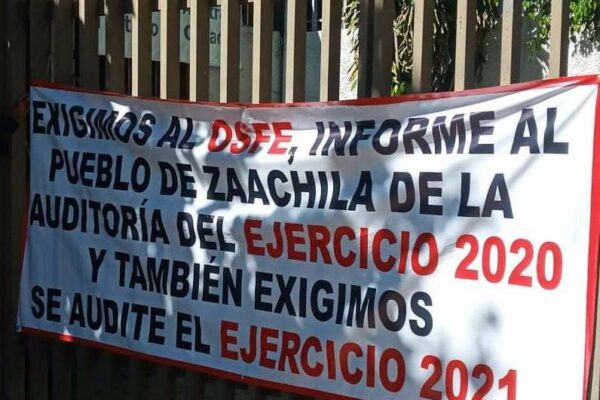 EXIGIMOS AL OSFE, INFORME AL
PUEBLO DE ZAACHILA DE LA
AUDITORÍA DEL EJERCICIO 2020
Y TAMBIÉN EXIGIMOS
SE AUDITE EL EJERCICIO 2021